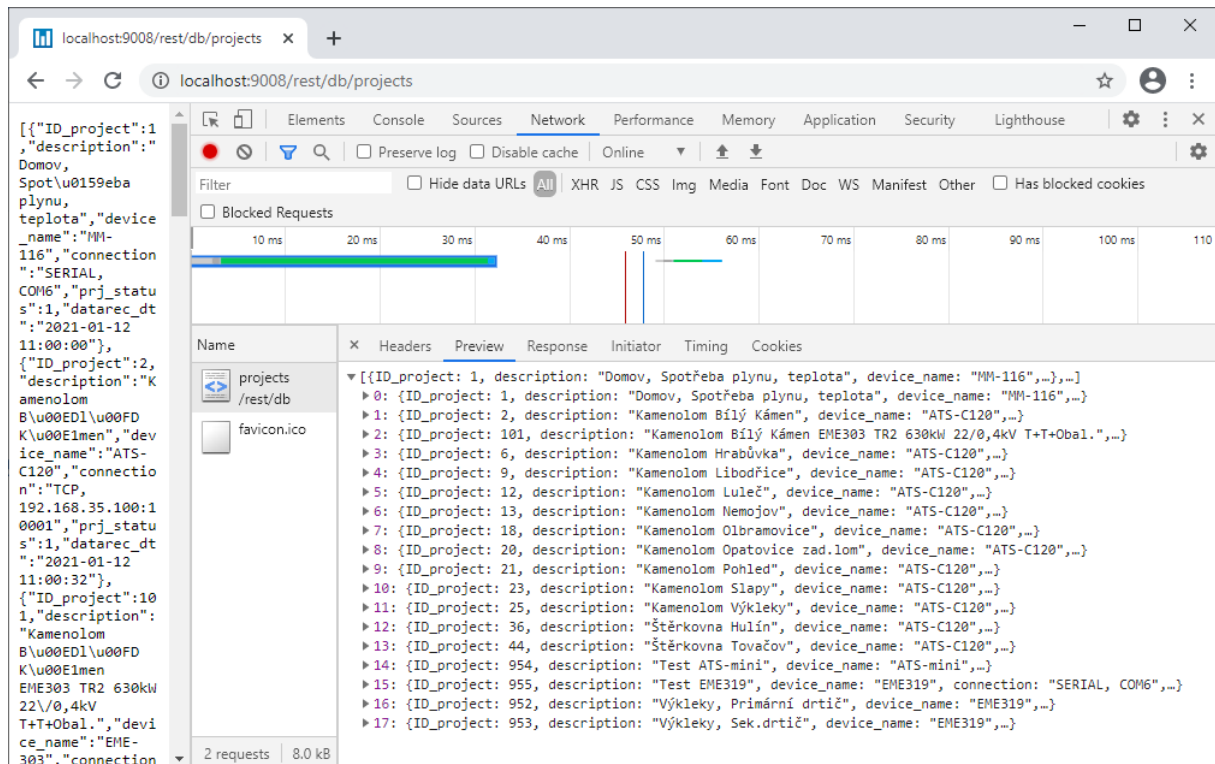 localhost:9008/rest/db/projects
localhost:9008/rest/db/projects
[{"ID_project":1
,"description":"
Domov,
Spot\u0159eba
plynu,
teplota","device
_name":"MM-
116","connection
":"SERIAL,
COM6","prj_statu
s":1,"datarec_dt
":"2021-01-12
11:00:00"},
{"ID_project":2,
"description":"K
amenolom
B\u00EDl\u00FD
K\u00E1men","dev
ice_name":"ATS-
C120","connectio
n":"TCP,
192.168.35.100:1
0001","prj_statu
s":1,"datarec_dt
":"2021-01-12
11:00:32"},
{"ID_project":10
1,"description":
"Kamenolom
B\u00EDl\u00FD
K\u00E1men
EME303 TR2 630kW
22\/0,4kV
T+T+Obal.","devi
ce_name":"EME-
303","connection
Elements Console Sources Network Performance Memory Application Security Lighthouse
Preserve log Disable cache Online
Filter Hide data URLs All XHR JS CSS Img Media Font Doc WS Manifest Other Has blocked cookies
Blocked Requests
10 ms 20 ms 30 ms 40 ms 50 ms 60 ms 70 ms 80 ms 90 ms 100 ms 110
Name
projects
/rest/db
favicon.ico
2 requests 8.0 kB
Headers Preview Response Initiator Timing Cookies
[{ID_project: 1, description: "Domov, Spotřeba plynu, teplota", device_name: "MM-116",…},…]
0: {ID_project: 1, description: "Domov, Spotřeba plynu, teplota", device_name: "MM-116",…}
1: {ID_project: 2, description: "Kamenolom Bílý Kámen", device_name: "ATS-C120",…}
2: {ID_project: 101, description: "Kamenolom Bílý Kámen EME303 TR2 630kW 22/0,4kV T+T+Obal.",…}
3: {ID_project: 6, description: "Kamenolom Hrabůvka", device_name: "ATS-C120",…}
4: {ID_project: 9, description: "Kamenolom Libodřice", device_name: "ATS-C120",…}
5: {ID_project: 12, description: "Kamenolom Luleč", device_name: "ATS-C120",…}
6: {ID_project: 13, description: "Kamenolom Nemojov", device_name: "ATS-C120",…}
7: {ID_project: 18, description: "Kamenolom Olbramovice", device_name: "ATS-C120",…}
8: {ID_project: 20, description: "Kamenolom Opatovice zad.lom", device_name: "ATS-C120",…}
9: {ID_project: 21, description: "Kamenolom Pohled", device_name: "ATS-C120",…}
10: {ID_project: 23, description: "Kamenolom Slapy", device_name: "ATS-C120",…}
11: {ID_project: 25, description: "Kamenolom Výkleky", device_name: "ATS-C120",…}
12: {ID_project: 36, description: "Štěrkovna Hulín", device_name: "ATS-C120",…}
13: {ID_project: 44, description: "Štěrkovna Tovačov", device_name: "ATS-C120",…}
14: {ID_project: 954, description: "Test ATS-mini", device_name: "ATS-mini",…}
15: {ID_project: 955, description: "Test EME319", device_name: "EME319", connection: "SERIAL, COM6",…}
16: {ID_project: 952, description: "Výkleky, Primární drtič", device_name: "EME319",…}
17: {ID_project: 953, description: "Výkleky, Sek.drtič", device_name: "EME319",…}